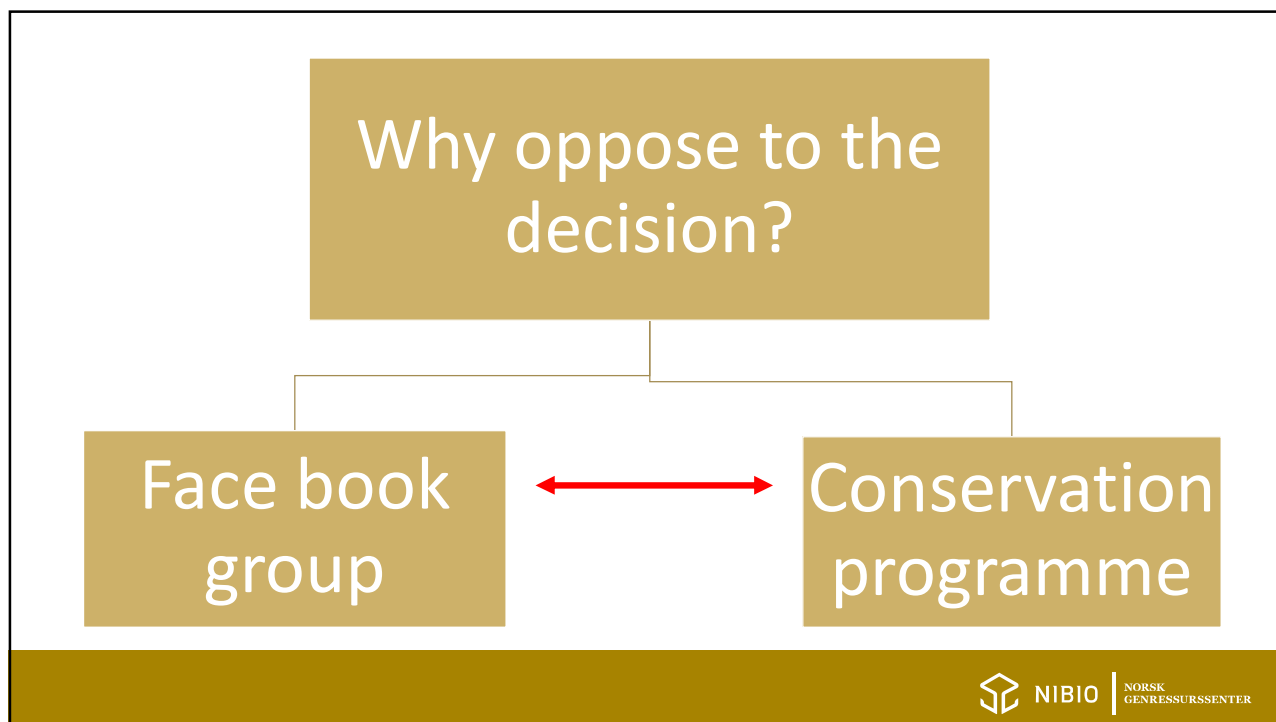 Why oppose to the
decision?
Face book
group
Conservation
programme
NIBIO
NORSK
GENRESSURSSENTER